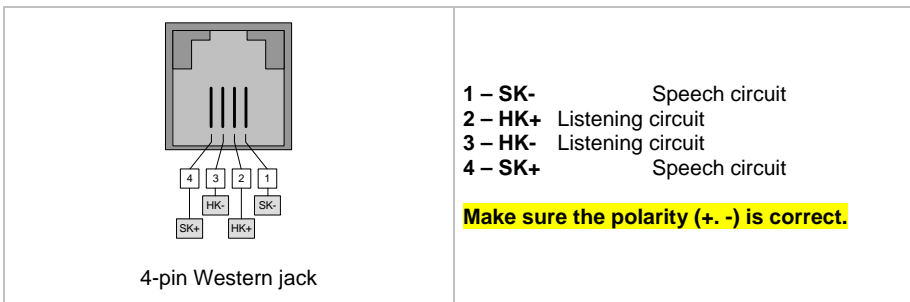 4 3 2 1
HK- SK-
SK+ HK+
4-pin Western jack
1 – SK- Speech circuit
2 – HK+ Listening circuit
3 – HK- Listening circuit
4 – SK+ Speech circuit
Make sure the polarity (+. -) is correct.